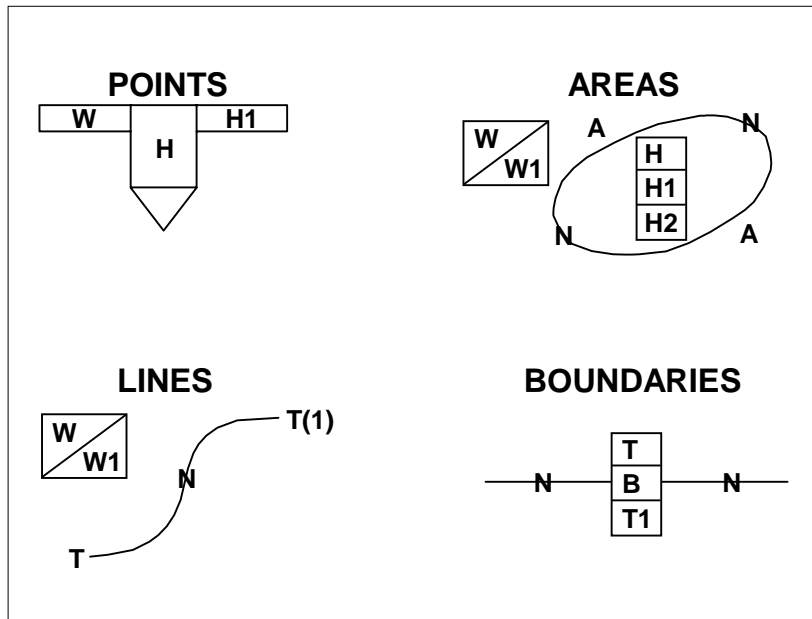 POINTS
W H1
H
AREAS
A N
W
W1
H
H1
H2
N A
LINES
W
W1
T(1)
N
T
BOUNDARIES
T
N B N
T1